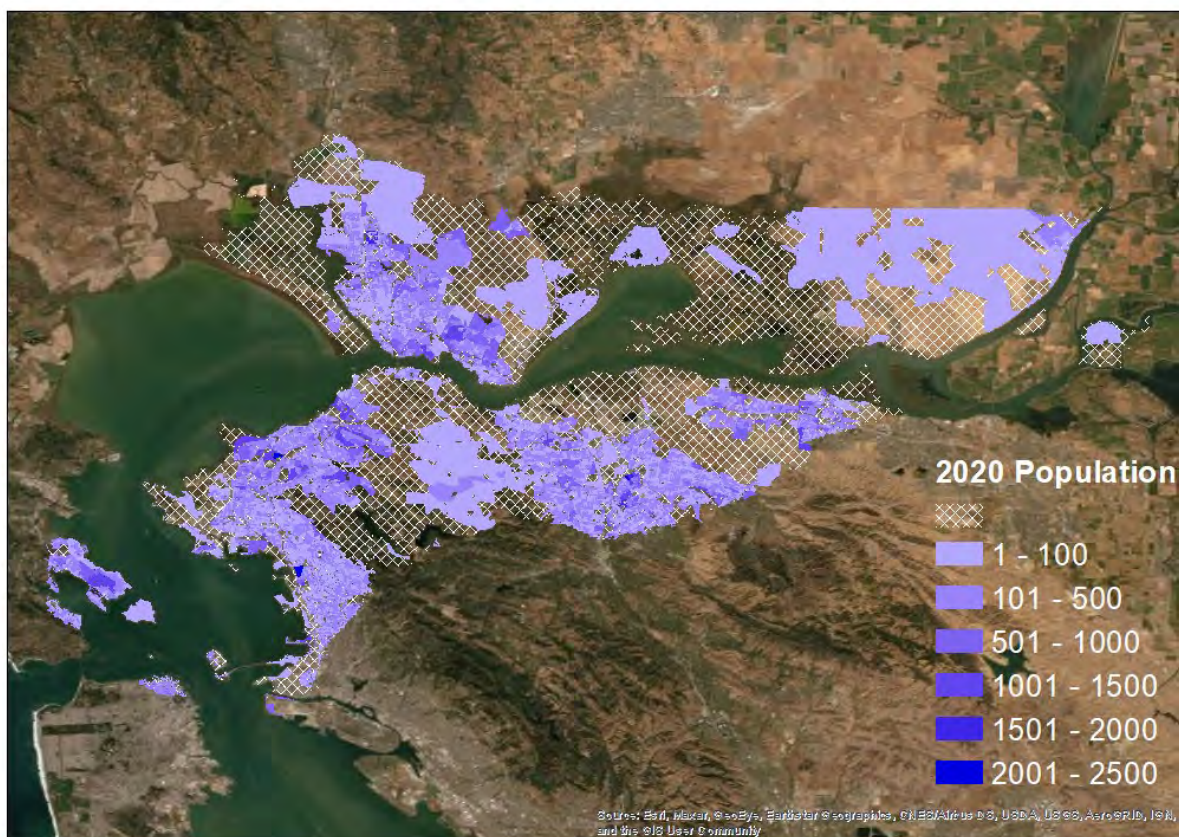 2020 Population
1 - 100
101 - 500
501 - 1000
1001 - 1500
1501 - 2000
2001 - 2500
Source: Esri, Maxar, GeoEye, Earthstar Geographics, CNES/Airbus DS, USDA, USGS, AeroGRID, IGN,
and the GIS User Community